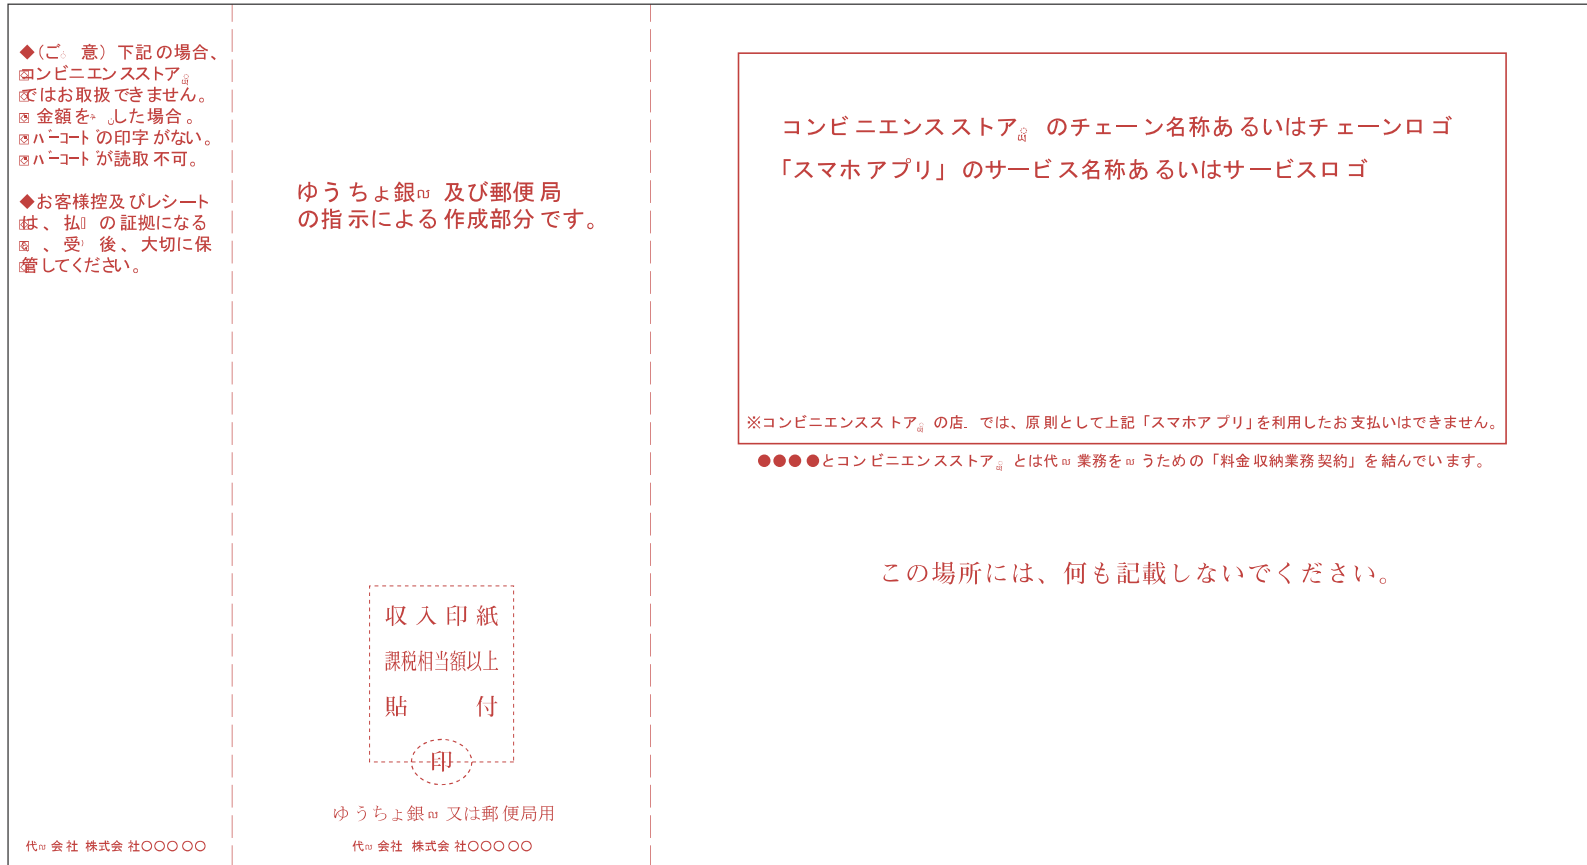 ◆(ご 意）下記の場合、
コンビニエンスストア
ではお取扱できません。
金額を した場合。
バーコートの印字がない。
バーコートが読取不可。
◆お客様控及びレシート
は、払 の証拠になる
、受 後、大切に保
管してください。
代 会社 株式会社〇〇〇〇〇
ゆうちょ銀 及び郵便局
の指示による作成部分です。
収入印紙
課税相当額以上
貼 付
印
ゆうちょ銀 又は郵便局用
代 会社 株式会社〇〇〇〇〇
コンビニエンスストア のチェーン名称あるいはチェーンロゴ
「スマホアプリ」のサービス名称あるいはサービスロゴ
※コンビニエンスストア の店 では、原則として上記「スマホアプリ」を利用したお支払いはできません。
●●●●とコンビニエンスストア とは代 業務を うための「料金収納業務契約」を結んでいます。
この場所には、何も記載しないでください。